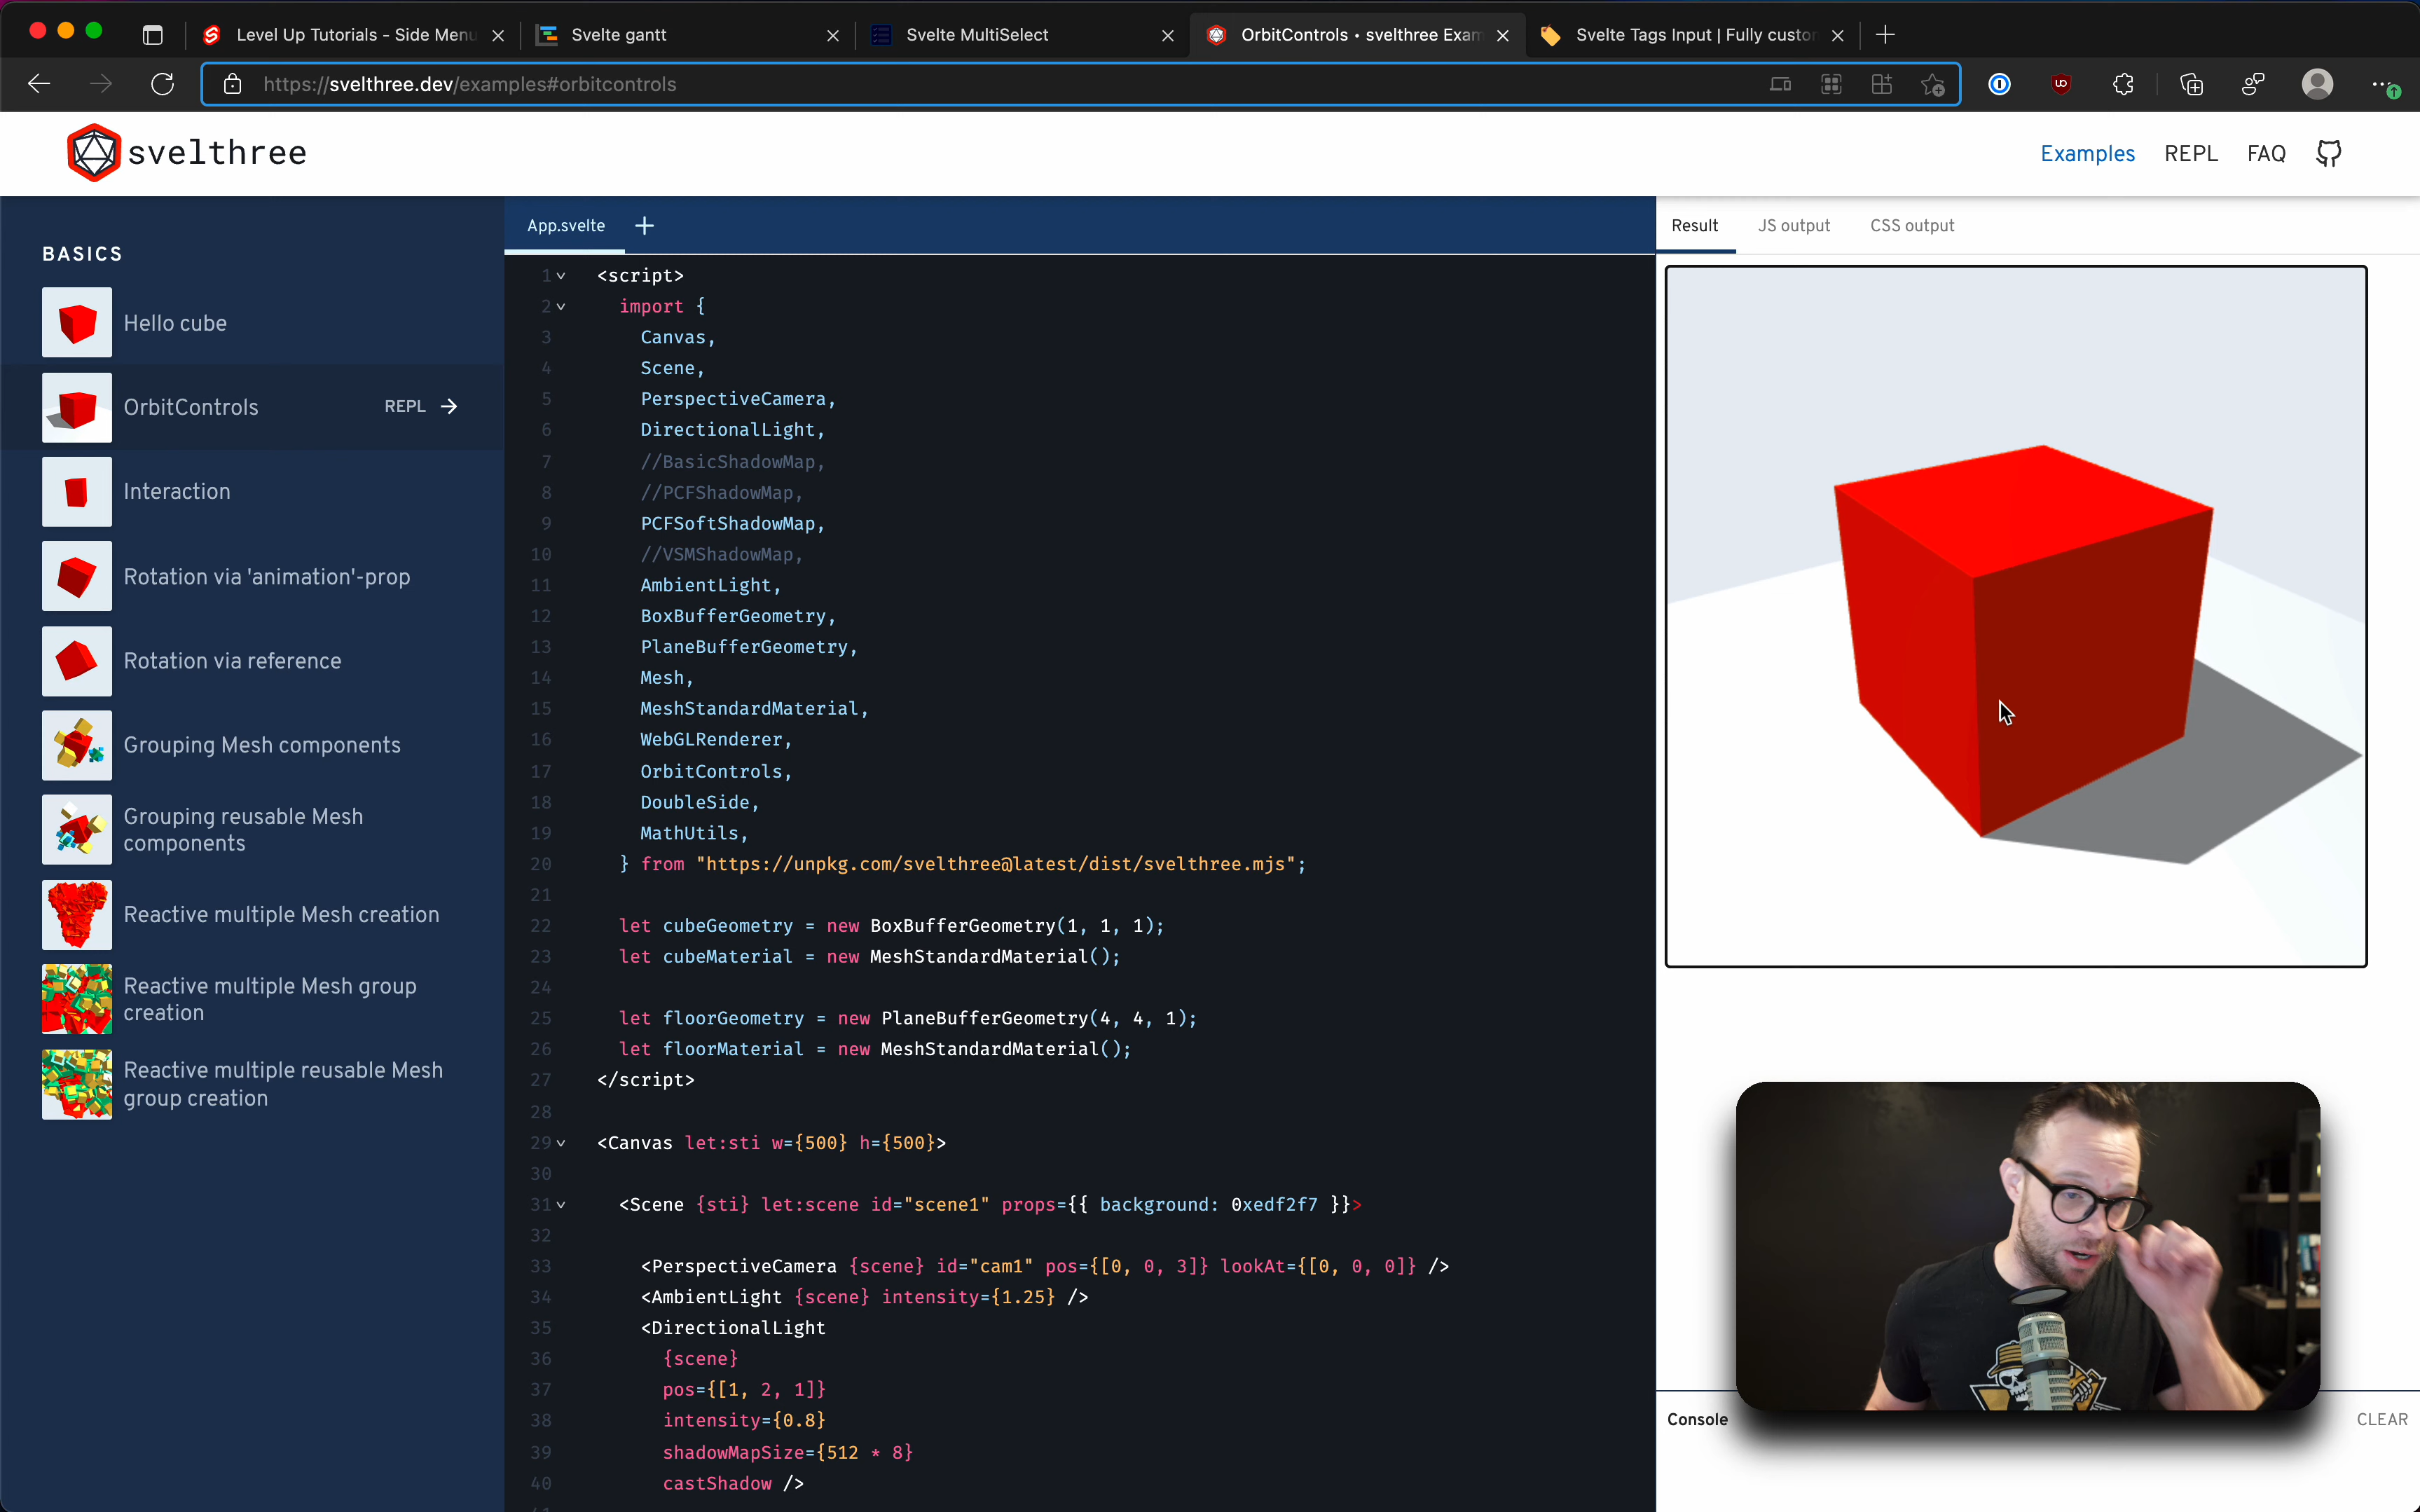 Level Up Tutorials - Side Menu
Svelte gantt
Svelte MultiSelect
OrbitControls • svelthree Exam
Svelte Tags Input | Fully custom
https://svelthree.dev/examples#orbitcontrols
svelthree
Examples
REPL
FAQ
BASICS
Hello cube
OrbitControls
REPL
Interaction
Rotation via 'animation'-prop
Rotation via reference
Grouping Mesh components
Grouping reusable Mesh
components
Reactive multiple Mesh creation
Reactive multiple Mesh group
creation
Reactive multiple reusable Mesh
group creation
App.svelte
1 <script>
2 import {
3 Canvas,
4 Scene,
5 PerspectiveCamera,
6 DirectionalLight,
7 //BasicShadowMap,
8 //PCFShadowMap,
9 PCFSoftShadowMap,
10 //VSMShadowMap,
11 AmbientLight,
12 BoxBufferGeometry,
13 PlaneBufferGeometry,
14 Mesh,
15 MeshStandardMaterial,
16 WebGLRenderer,
17 OrbitControls,
18 DoubleSide,
19 MathUtils,
20 } from "https://unpkg.com/svelthree@latest/dist/svelthree.mjs";
21
22 let cubeGeometry = new BoxBufferGeometry(1, 1, 1);
23 let cubeMaterial = new MeshStandardMaterial();
24
25 let floorGeometry = new PlaneBufferGeometry(4, 4, 1);
26 let floorMaterial = new MeshStandardMaterial();
27 </script>
28
29 <Canvas let:sti w={500} h={500}>
30
31 <Scene {sti} let:scene id="scene1" props={{ background: 0xedf2f7 }}>
32
33 <PerspectiveCamera {scene} id="cam1" pos={[0, 0, 3]} lookAt={[0, 0, 0]} />
34 <AmbientLight {scene} intensity={1.25} />
35 <DirectionalLight
36 {scene}
37 pos={[1, 2, 1]}
38 intensity={0.8}
39 shadowMapSize={512 * 8}
40 castShadow />
Result
JS output
CSS output
Console
CLEAR